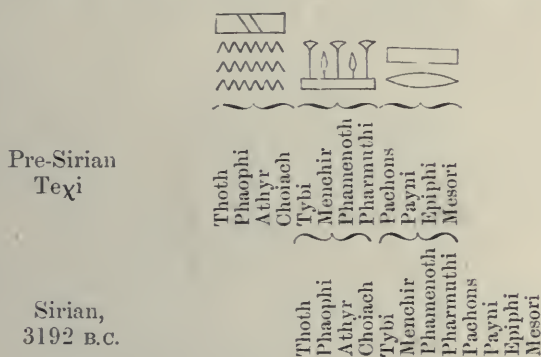 Pre-Sirian
Teχi
Thoth
Phaophi
Athyr
Choiach
Tybi
Menchir
Phamenoth
Pharmuthi
Pachons
Payni
Epiphi
Mesori
Sirian,
3192 B.C.
Thoth
Phaophi
Athyr
Choiach
Tybi
Menchir
Phamenoth
Pharmuthi
Pachons
Payni
Epiphi
Mesori